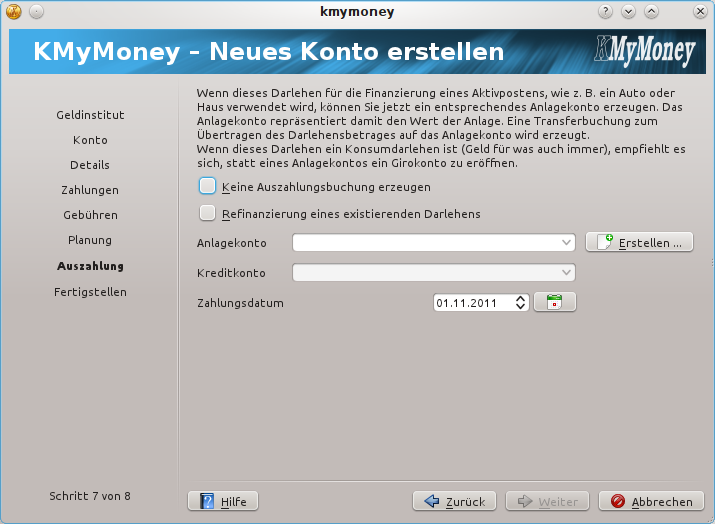 kmymoney
KMyMoney – Neues Konto erstellen
KMyMoney
Geldinstitut
Konto
Details
Zahlungen
Gebühren
Planung
Auszahlung
Fertigstellen
Wenn dieses Darlehen für die Finanzierung eines Aktivpostens, wie z. B. ein Auto oder
Haus verwendet wird, können Sie jetzt ein entsprechendes Anlagekonto erzeugen. Das
Anlagekonto repräsentiert damit den Wert der Anlage. Eine Transferbuchung zum
Übertragen des Darlehensbetrages auf das Anlagekonto wird erzeugt.
Wenn dieses Darlehen ein Konsumdarlehen ist (Geld für was auch immer), empfiehlt es
sich, statt eines Anlagekontos ein Girokonto zu eröffnen.
Keine Auszahlungsbuchung erzeugen
Refinanzierung eines existierenden Darlehens
Anlagekonto
Erstellen ...
Kreditkonto
Zahlungsdatum
01.11.2011
Schritt 7 von 8
Hilfe
Zurück
Weiter
Abbrechen